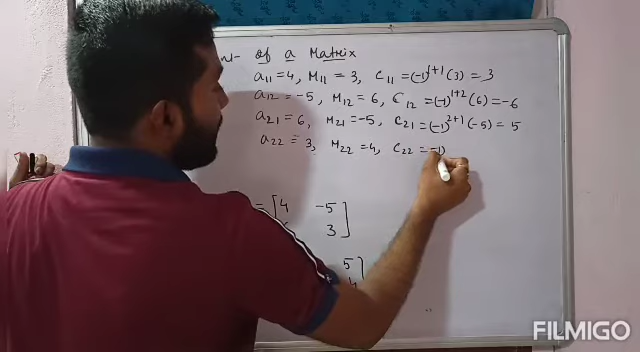 of a Matrix
a11 = 4, M11 = 3, C11 = (-1)^1+1 (3) = 3
a12 = -5, M12 = 6, C12 = (-1)^1+2 (6) = -6
a21 = 6, M21 = -5, C21 = (-1)^2+1 (-5) = 5
a22 = 3, M22 = 4, C22 = (-1)
= [4 -5]
3]
5]
FILMIGO